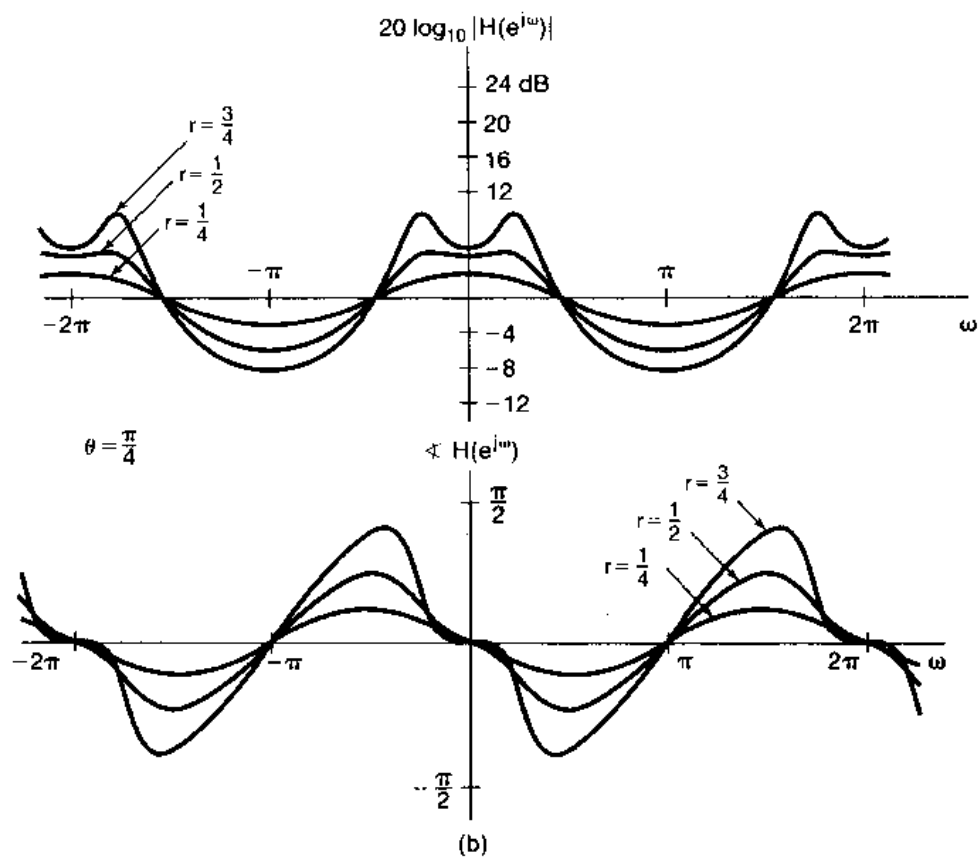 20 log₁₀ |H(e^{jω})|
24 dB
20
16
12
r = 3/4
r = 1/2
r = 1/4
−π
π
−2π
2π
ω
−4
−8
−12
θ = π/4
∢ H(e^{jω})
π/2
r = 3/4
r = 1/2
r = 1/4
−2π
−π
π
2π
ω
−π/2
(b)